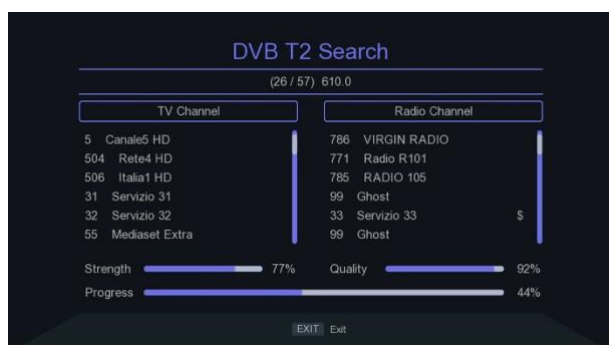 DVB T2 Search
(26 / 57) 610.0
TV Channel
5 Canale5 HD
504 Rete4 HD
506 Italia1 HD
31 Servizio 31
32 Servizio 32
55 Mediaset Extra
Radio Channel
786 VIRGIN RADIO
771 Radio R101
785 RADIO 105
99 Ghost
33 Servizio 33 $
99 Ghost
Strength 77%
Quality 92%
Progress 44%
EXIT Exit